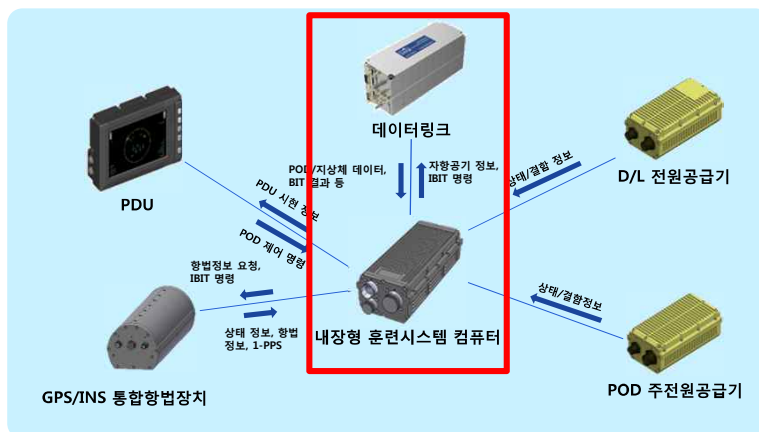 데이터링크
D/L 전원공급기
PDU
POD/지상체 데이터,
BIT 결과 등
자항공기 정보,
IBIT 명령
상태/결함 정보
PDU 시현 정보
POD 제어 명령
항법정보 요청,
IBIT 명령
상태 정보, 항법
정보, 1-PPS
내장형 훈련시스템 컴퓨터
상태/결함정보
GPS/INS 통합항법장치
POD 주전원공급기